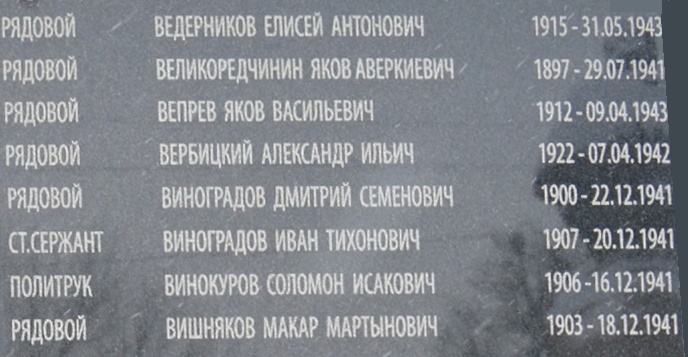 РЯДОВОЙ ВЕДЕРНИКОВ ЕЛИСЕЙ АНТОНОВИЧ 1915 - 31.05.1943
РЯДОВОЙ ВЕЛИКОРЕДЧИНИН ЯКОВ АВЕРКИЕВИЧ 1897 - 29.07.1941
РЯДОВОЙ ВЕПРЕВ ЯКОВ ВАСИЛЬЕВИЧ 1912 - 09.04.1943
РЯДОВОЙ ВЕРБИЦКИЙ АЛЕКСАНДР ИЛЬИЧ 1922 - 07.04.1942
РЯДОВОЙ ВИНОГРАДОВ ДМИТРИЙ СЕМЕНОВИЧ 1900 - 22.12.1941
СТ.СЕРЖАНТ ВИНОГРАДОВ ИВАН ТИХОНОВИЧ 1907 - 20.12.1941
ПОЛИТРУК ВИНОКУРОВ СОЛОМОН ИСАКОВИЧ 1906 -16.12.1941
РЯДОВОЙ ВИШНЯКОВ МАКАР МАРТЫНОВИЧ 1903 - 18.12.1941